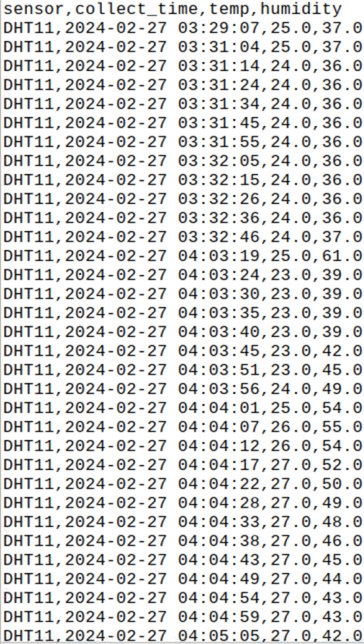 sensor,collect_time,temp,humidity
DHT11,2024-02-27 03:29:07,25.0,37.0
DHT11,2024-02-27 03:31:04,25.0,37.0
DHT11,2024-02-27 03:31:14,24.0,36.0
DHT11,2024-02-27 03:31:24,24.0,36.0
DHT11,2024-02-27 03:31:34,24.0,36.0
DHT11,2024-02-27 03:31:45,24.0,36.0
DHT11,2024-02-27 03:31:55,24.0,36.0
DHT11,2024-02-27 03:32:05,24.0,36.0
DHT11,2024-02-27 03:32:15,24.0,36.0
DHT11,2024-02-27 03:32:26,24.0,36.0
DHT11,2024-02-27 03:32:36,24.0,36.0
DHT11,2024-02-27 03:32:46,24.0,37.0
DHT11,2024-02-27 04:03:19,25.0,61.0
DHT11,2024-02-27 04:03:24,23.0,39.0
DHT11,2024-02-27 04:03:30,23.0,39.0
DHT11,2024-02-27 04:03:35,23.0,39.0
DHT11,2024-02-27 04:03:40,23.0,39.0
DHT11,2024-02-27 04:03:45,23.0,42.0
DHT11,2024-02-27 04:03:51,23.0,45.0
DHT11,2024-02-27 04:03:56,24.0,49.0
DHT11,2024-02-27 04:04:01,25.0,54.0
DHT11,2024-02-27 04:04:07,26.0,55.0
DHT11,2024-02-27 04:04:12,26.0,54.0
DHT11,2024-02-27 04:04:17,27.0,52.0
DHT11,2024-02-27 04:04:22,27.0,50.0
DHT11,2024-02-27 04:04:28,27.0,49.0
DHT11,2024-02-27 04:04:33,27.0,48.0
DHT11,2024-02-27 04:04:38,27.0,46.0
DHT11,2024-02-27 04:04:43,27.0,45.0
DHT11,2024-02-27 04:04:49,27.0,44.0
DHT11,2024-02-27 04:04:54,27.0,43.0
DHT11,2024-02-27 04:04:59,27.0,43.0
DHT11,2024-02-27 04:05:05,27.0,42.0